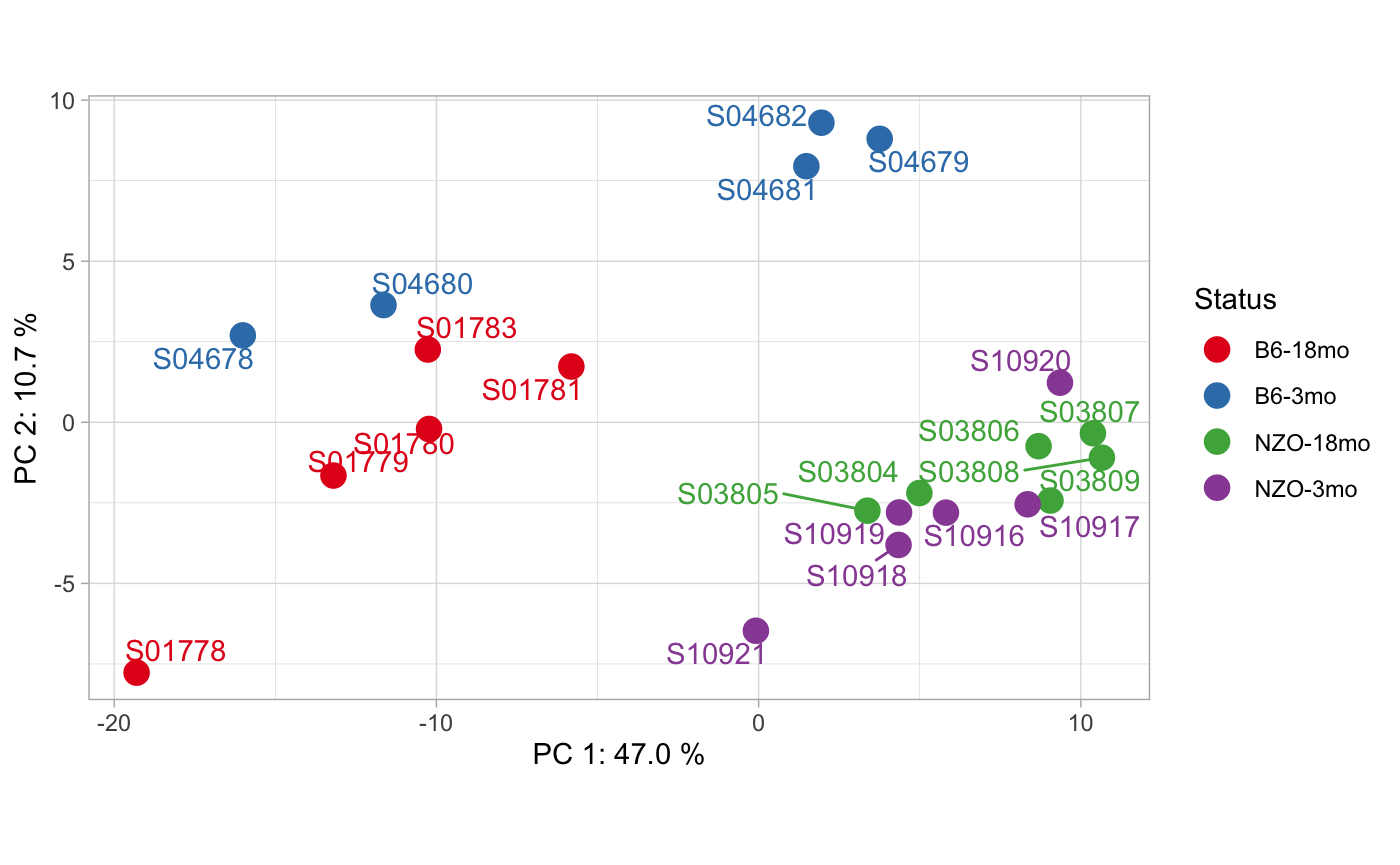 10
5
0
-5
PC 2: 10.7 %
S04682
S04679
S04681
S04680
S04678
S01783
S01781
S01780
S01779
S01778
S10920
S03807
S03806
S03804
S03808
S03809
S03805
S10919
S10916
S10917
S10918
S10921
-20
-10
0
10
PC 1: 47.0 %
Status
B6-18mo
B6-3mo
NZO-18mo
NZO-3mo